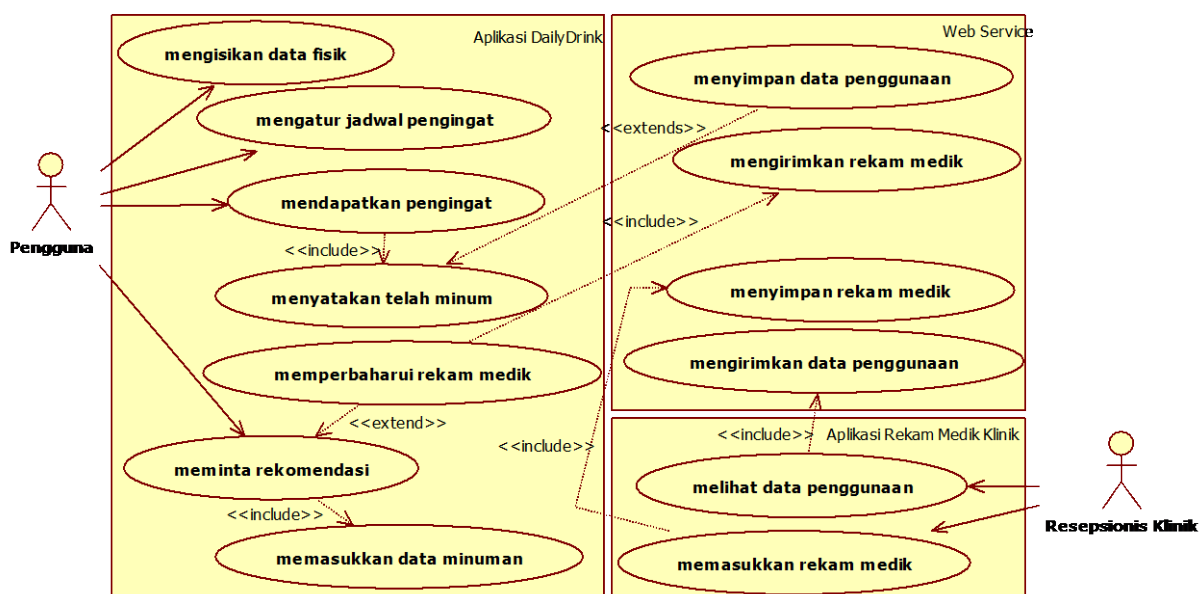 Aplikasi DailyDrink
mengisikan data fisik
mengatur jadwal pengingat
mendapatkan pengingat
<<include>>
menyatakan telah minum
memperbaharui rekam medik
<<extend>>
meminta rekomendasi
<<include>>
memasukkan data minuman
Pengguna
Web Service
menyimpan data penggunaan
<<extends>>
mengirimkan rekam medik
<<include>>
menyimpan rekam medik
mengirimkan data penggunaan
<<include>>
Aplikasi Rekam Medik Klinik
<<include>>
melihat data penggunaan
memasukkan rekam medik
Resepsionis Klinik